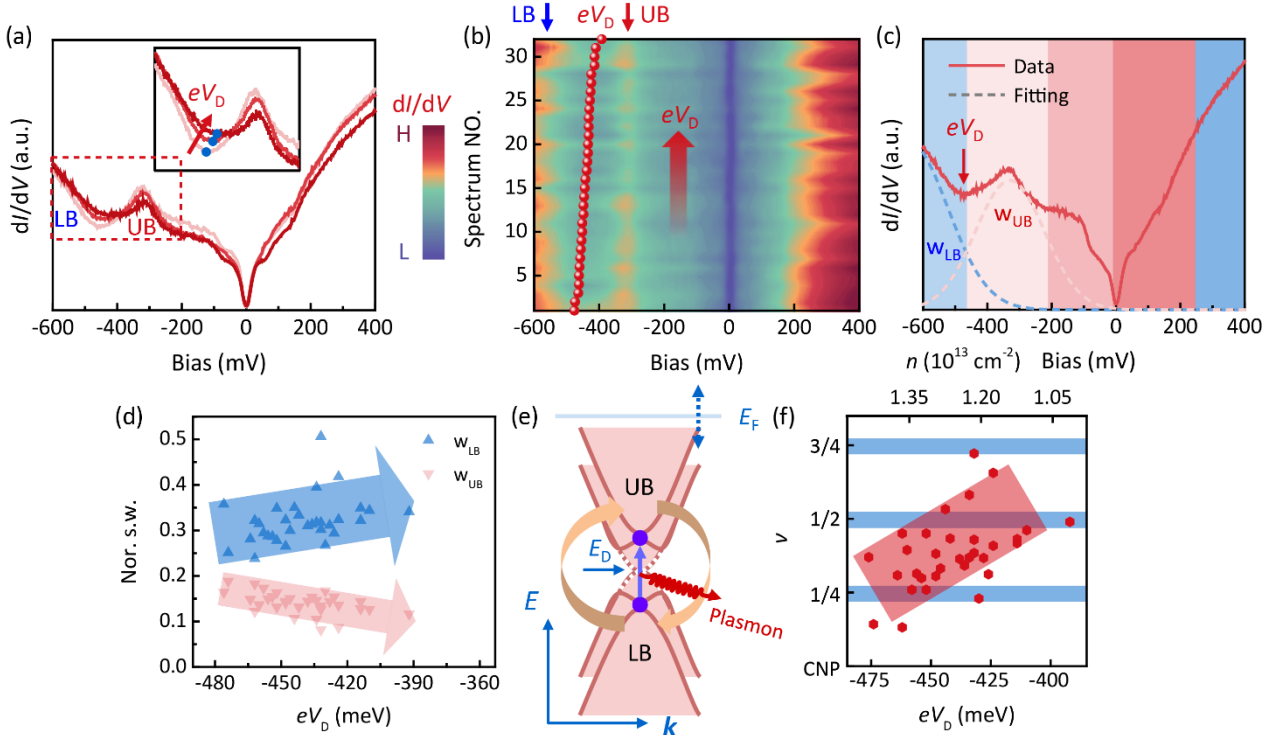 (a)
eV_D
LB
UB
dI/dV (a.u.)
-600 -400 -200 0 200 400
Bias (mV)
dI/dV
H
L
(b)
LB
eV_D
UB
Spectrum NO.
30
25
20
15
10
5
eV_D
-600 -400 -200 0 200 400
Bias (mV)
(c)
Data
Fitting
eV_D
w_LB
w_UB
dI/dV (a.u.)
-600 -400 -200 0 200 400
Bias (mV)
(d)
w_LB
w_UB
Nor. s.w.
0.5
0.4
0.3
0.2
0.1
0.0
-480 -450 -420 -390 -360
eV_D (meV)
(e)
E_F
UB
E_D
Plasmon
LB
E
k
(f)
n (10^13 cm^-2)
1.35 1.20 1.05
3/4
1/2
1/4
CNP
ν
-475 -450 -425 -400
eV_D (meV)